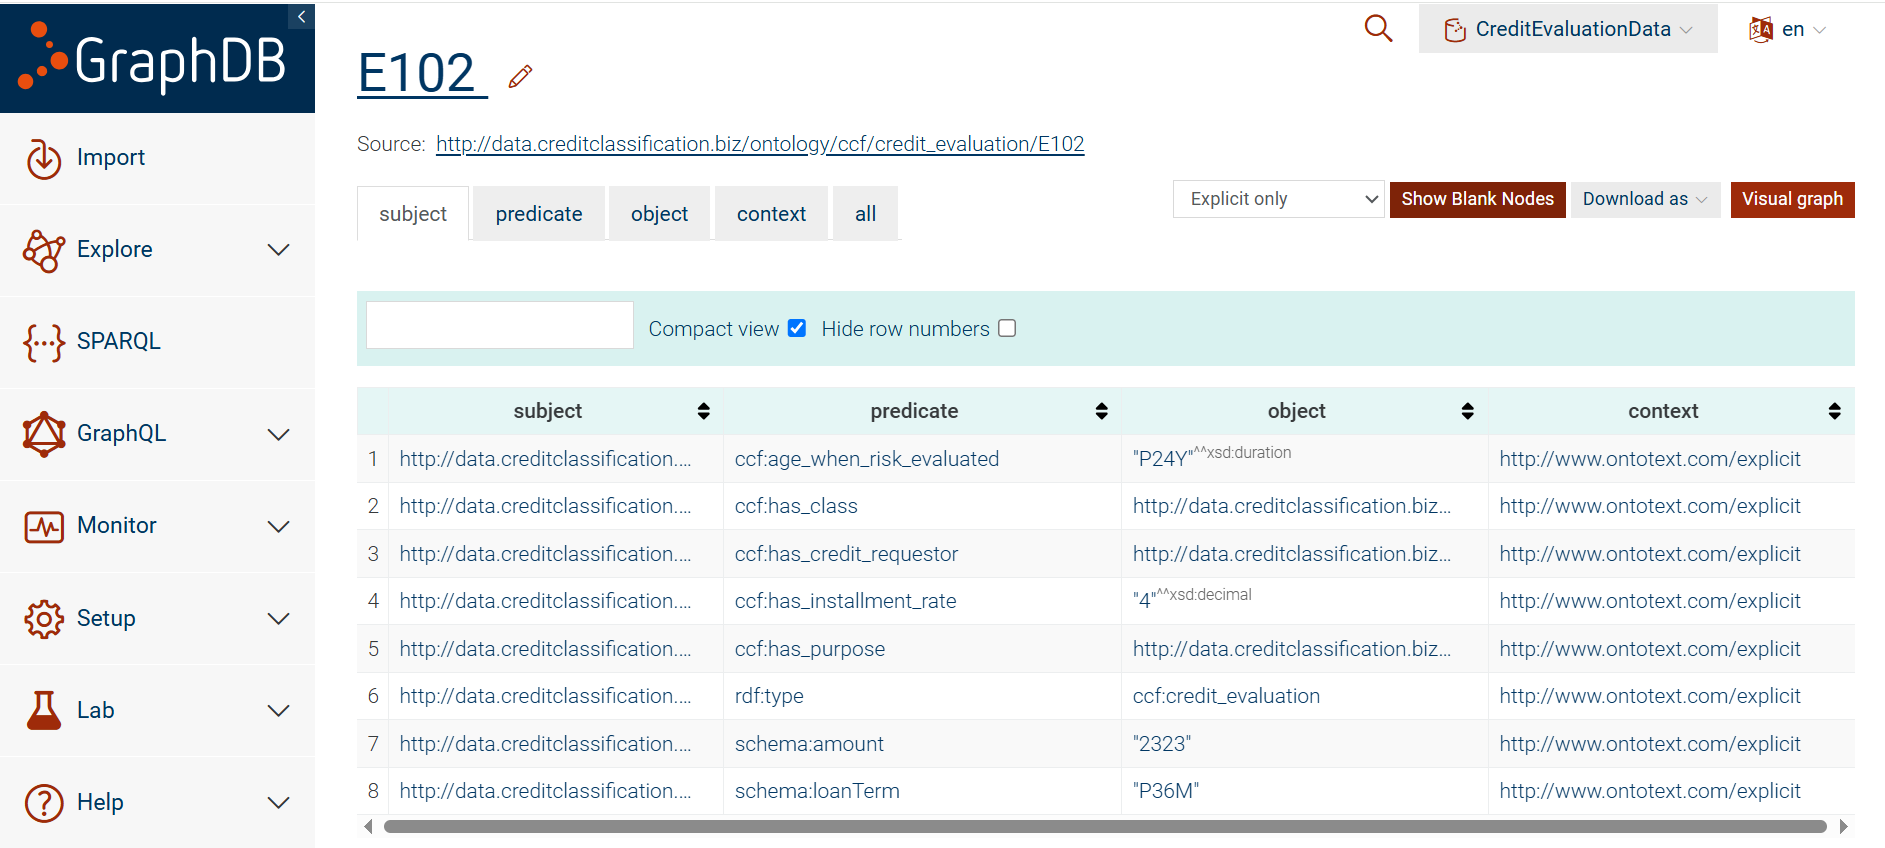 GraphDB
Import
Explore
SPARQL
GraphQL
Monitor
Setup
Lab
Help
CreditEvaluationData
en
E102
Source: http://data.creditclassification.biz/ontology/ccf/credit_evaluation/E102
subject predicate object context all
Explicit only Show Blank Nodes Download as Visual graph
Compact view Hide row numbers
subject predicate object context
1 http://data.creditclassification.... ccf:age_when_risk_evaluated "P24Y"^^xsd:duration http://www.ontotext.com/explicit
2 http://data.creditclassification.... ccf:has_class http://data.creditclassification.biz... http://www.ontotext.com/explicit
3 http://data.creditclassification.... ccf:has_credit_requestor http://data.creditclassification.biz... http://www.ontotext.com/explicit
4 http://data.creditclassification.... ccf:has_installment_rate "4"^^xsd:decimal http://www.ontotext.com/explicit
5 http://data.creditclassification.... ccf:has_purpose http://data.creditclassification.biz... http://www.ontotext.com/explicit
6 http://data.creditclassification.... rdf:type ccf:credit_evaluation http://www.ontotext.com/explicit
7 http://data.creditclassification.... schema:amount "2323" http://www.ontotext.com/explicit
8 http://data.creditclassification.... schema:loanTerm "P36M" http://www.ontotext.com/explicit